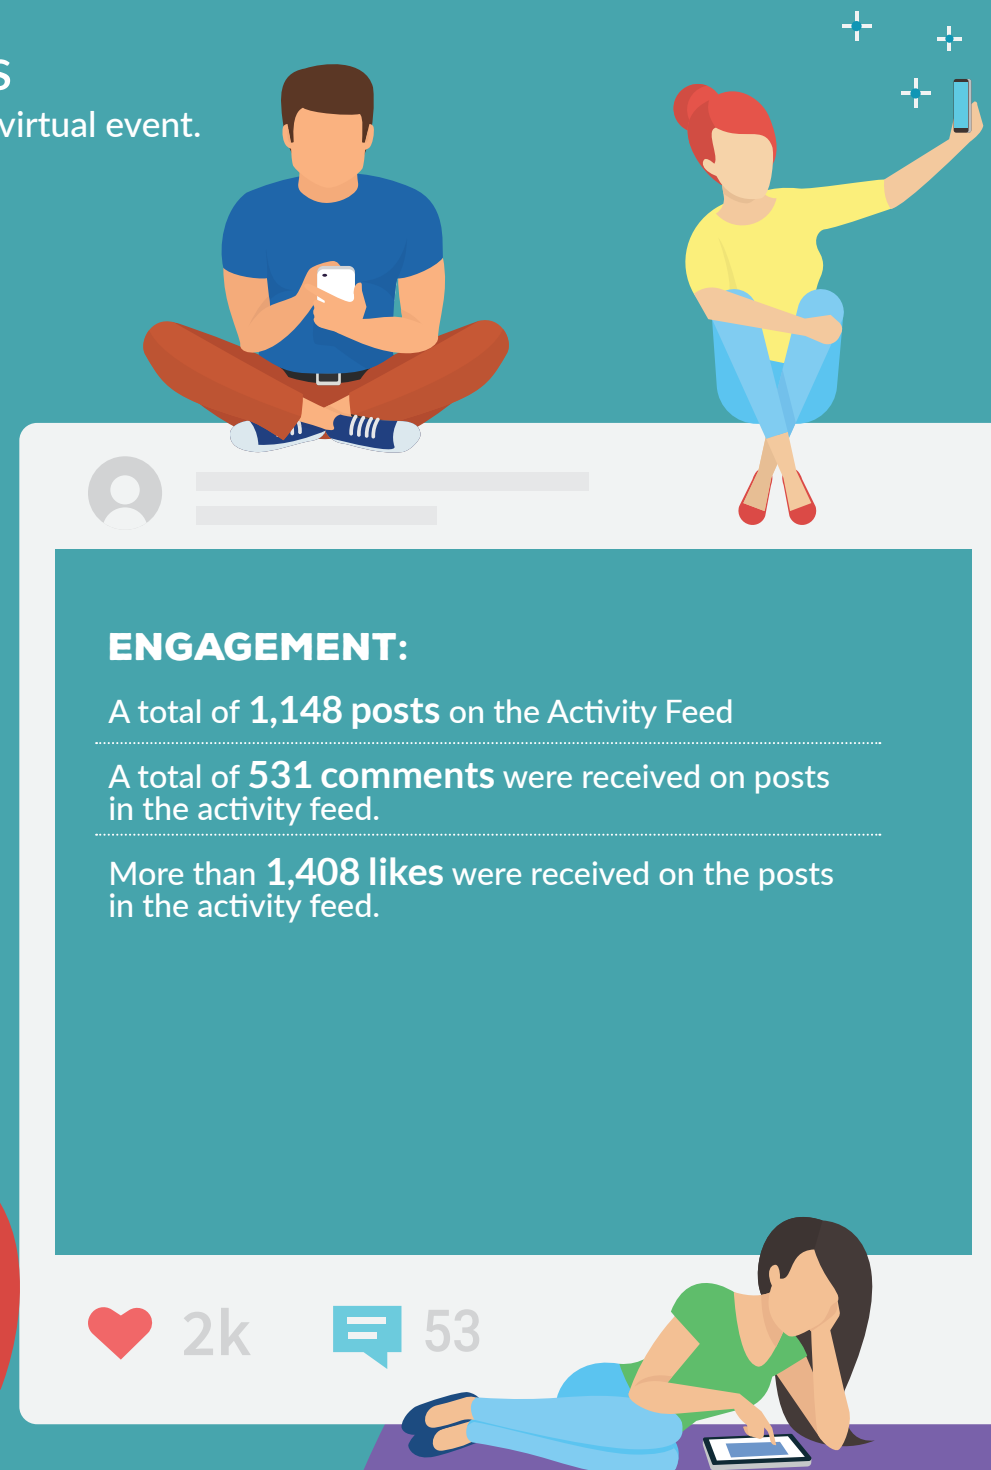 virtual event.
ENGAGEMENT:
A total of 1,148 posts on the Activity Feed
A total of 531 comments were received on posts
in the activity feed.
More than 1,408 likes were received on the posts
in the activity feed.
2k
53